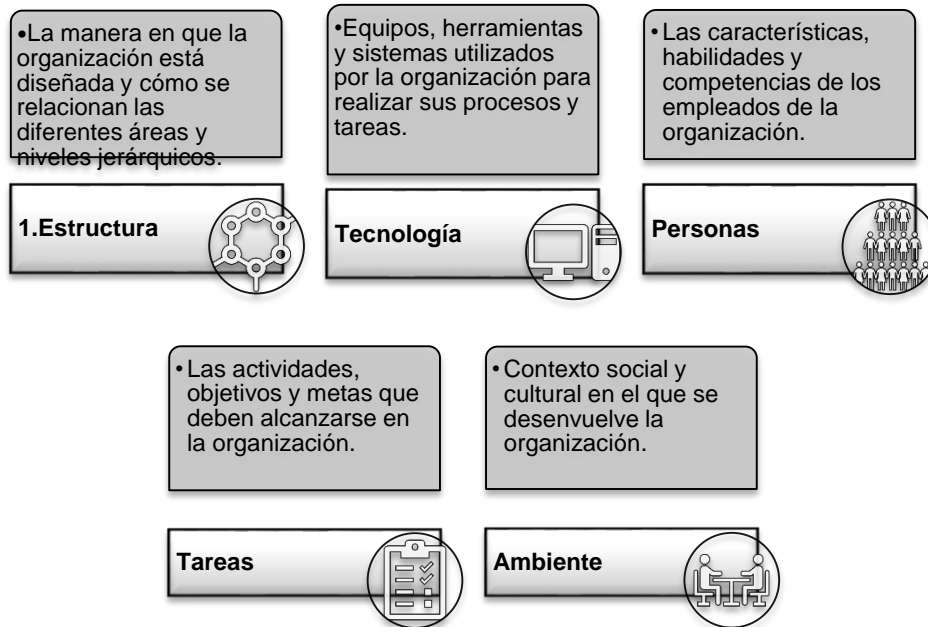 •La manera en que la
organización está
diseñada y cómo se
relacionan las
diferentes áreas y
niveles jerárquicos.
1.Estructura
•Equipos, herramientas
y sistemas utilizados
por la organización para
realizar sus procesos y
tareas.
Tecnología
•Las características,
habilidades y
competencias de los
empleados de la
organización.
Personas
•Las actividades,
objetivos y metas que
deben alcanzarse en
la organización.
Tareas
•Contexto social y
cultural en el que se
desenvuelve la
organización.
Ambiente